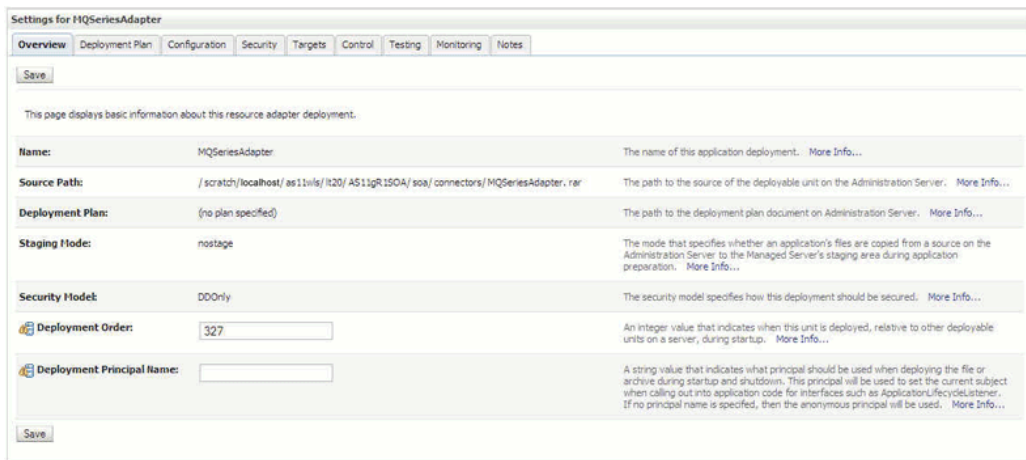 Settings for MQSeriesAdapter
Overview Deployment Plan Configuration Security Targets Control Testing Monitoring Notes
Save
This page displays basic information about this resource adapter deployment.
Name: MQSeriesAdapter The name of this application deployment. More Info...
Source Path: /scratch/localhost/as11wls/lt20/AS11gR1SOA/soa/connectors/MQSeriesAdapter.rar The path to the source of the deployable unit on the Administration Server. More Info...
Deployment Plan: (no plan specified) The path to the deployment plan document on Administration Server. More Info...
Staging Mode: nostage The mode that specifies whether an application's files are copied from a source on the
Administration Server to the Managed Server's staging area during application
preparation. More Info...
Security Model: DDOnly The security model specifies how this deployment should be secured. More Info...
Deployment Order: 327 An integer value that indicates when this unit is deployed, relative to other deployable
units on a server, during startup. More Info...
Deployment Principal Name: A string value that indicates what principal should be used when deploying the file or
archive during startup and shutdown. This principal will be used to set the current subject
when calling out into application code for interfaces such as ApplicationLifecycleListener.
If no principal name is specifed, then the anonymous principal will be used. More Info...
Save